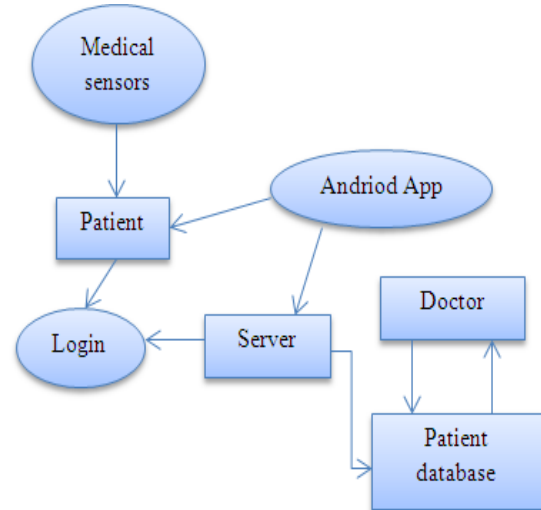 Medical
sensors
Andriod App
Patient
Doctor
Server
Login
Patient
database